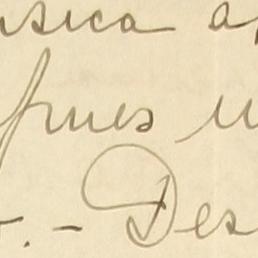 usica a
pues u
r. - Des